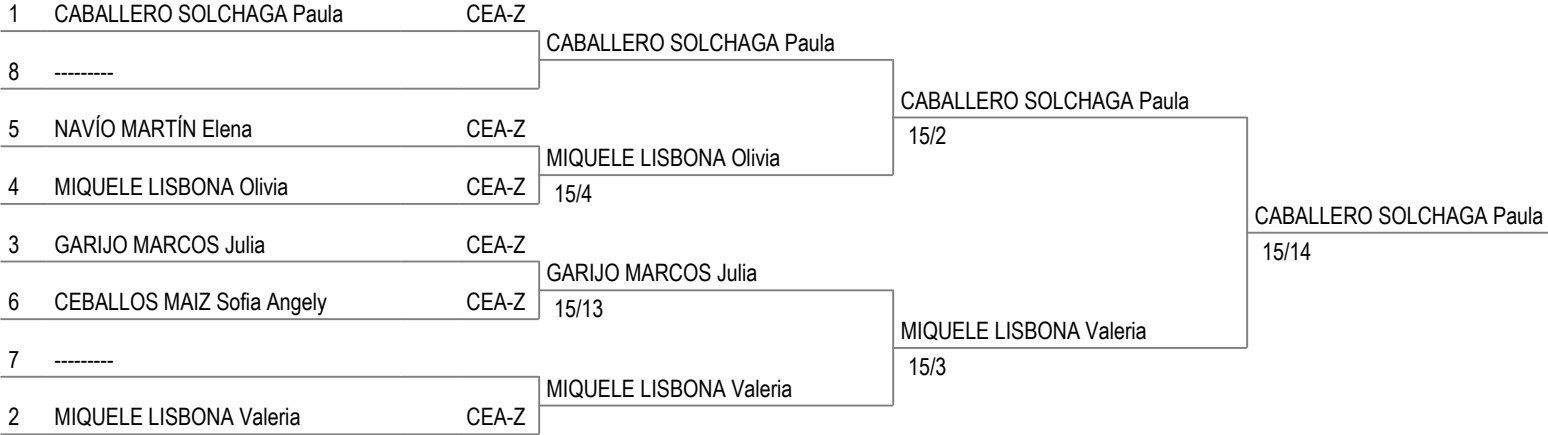 1 CABALLERO SOLCHAGA Paula CEA-Z
CABALLERO SOLCHAGA Paula
8 ---------
CABALLERO SOLCHAGA Paula
15/2
5 NAVÍO MARTÍN Elena CEA-Z
MIQUELE LISBONA Olivia
15/4
4 MIQUELE LISBONA Olivia CEA-Z
CABALLERO SOLCHAGA Paula
15/14
3 GARIJO MARCOS Julia CEA-Z
GARIJO MARCOS Julia
15/13
6 CEBALLOS MAIZ Sofia Angely CEA-Z
MIQUELE LISBONA Valeria
15/3
7 ---------
MIQUELE LISBONA Valeria
2 MIQUELE LISBONA Valeria CEA-Z